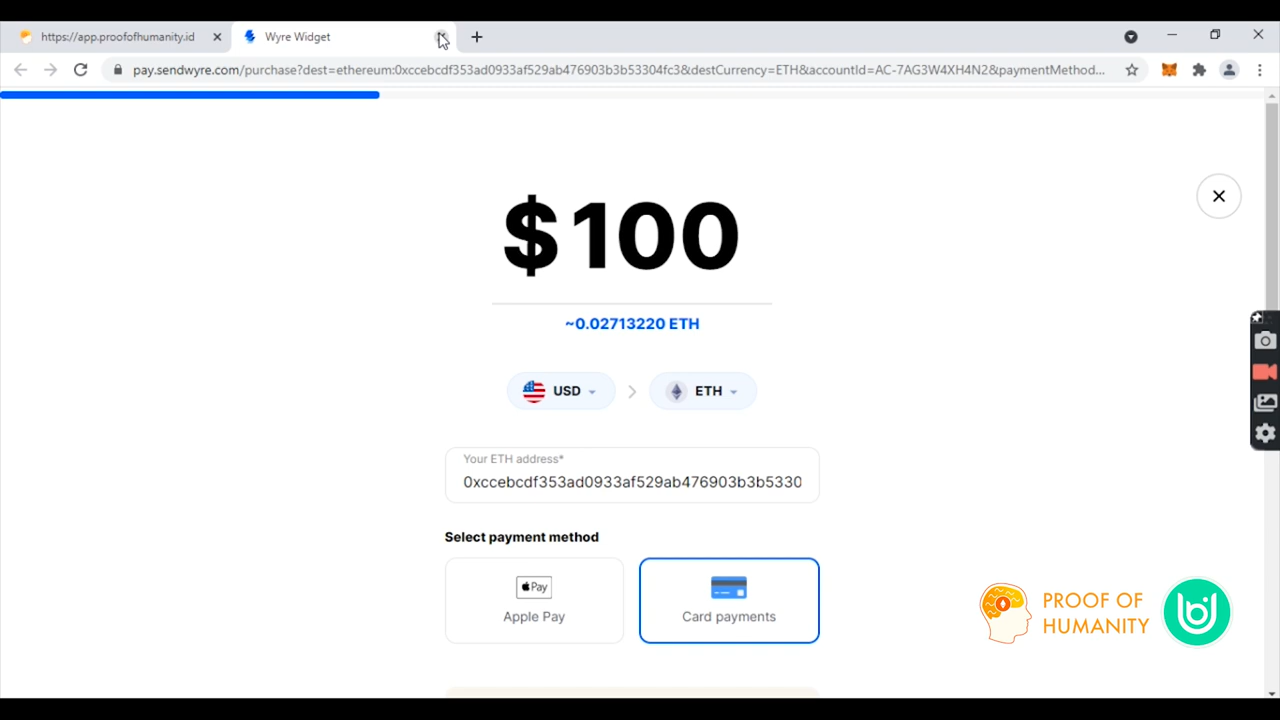 https://app.proofofhumanity.id
Wyre Widget
pay.sendwyre.com/purchase?dest=ethereum:0xccebcdf353ad0933af529ab476903b3b53304fc3&destCurrency=ETH&accountId=AC-7AG3W4XH4N2&paymentMethod...
$100
~0.02713220 ETH
USD
ETH
Your ETH address*
0xccebcdf353ad0933af529ab476903b3b5330
Select payment method
Pay
Apple Pay
Card payments
PROOF OF
HUMANITY